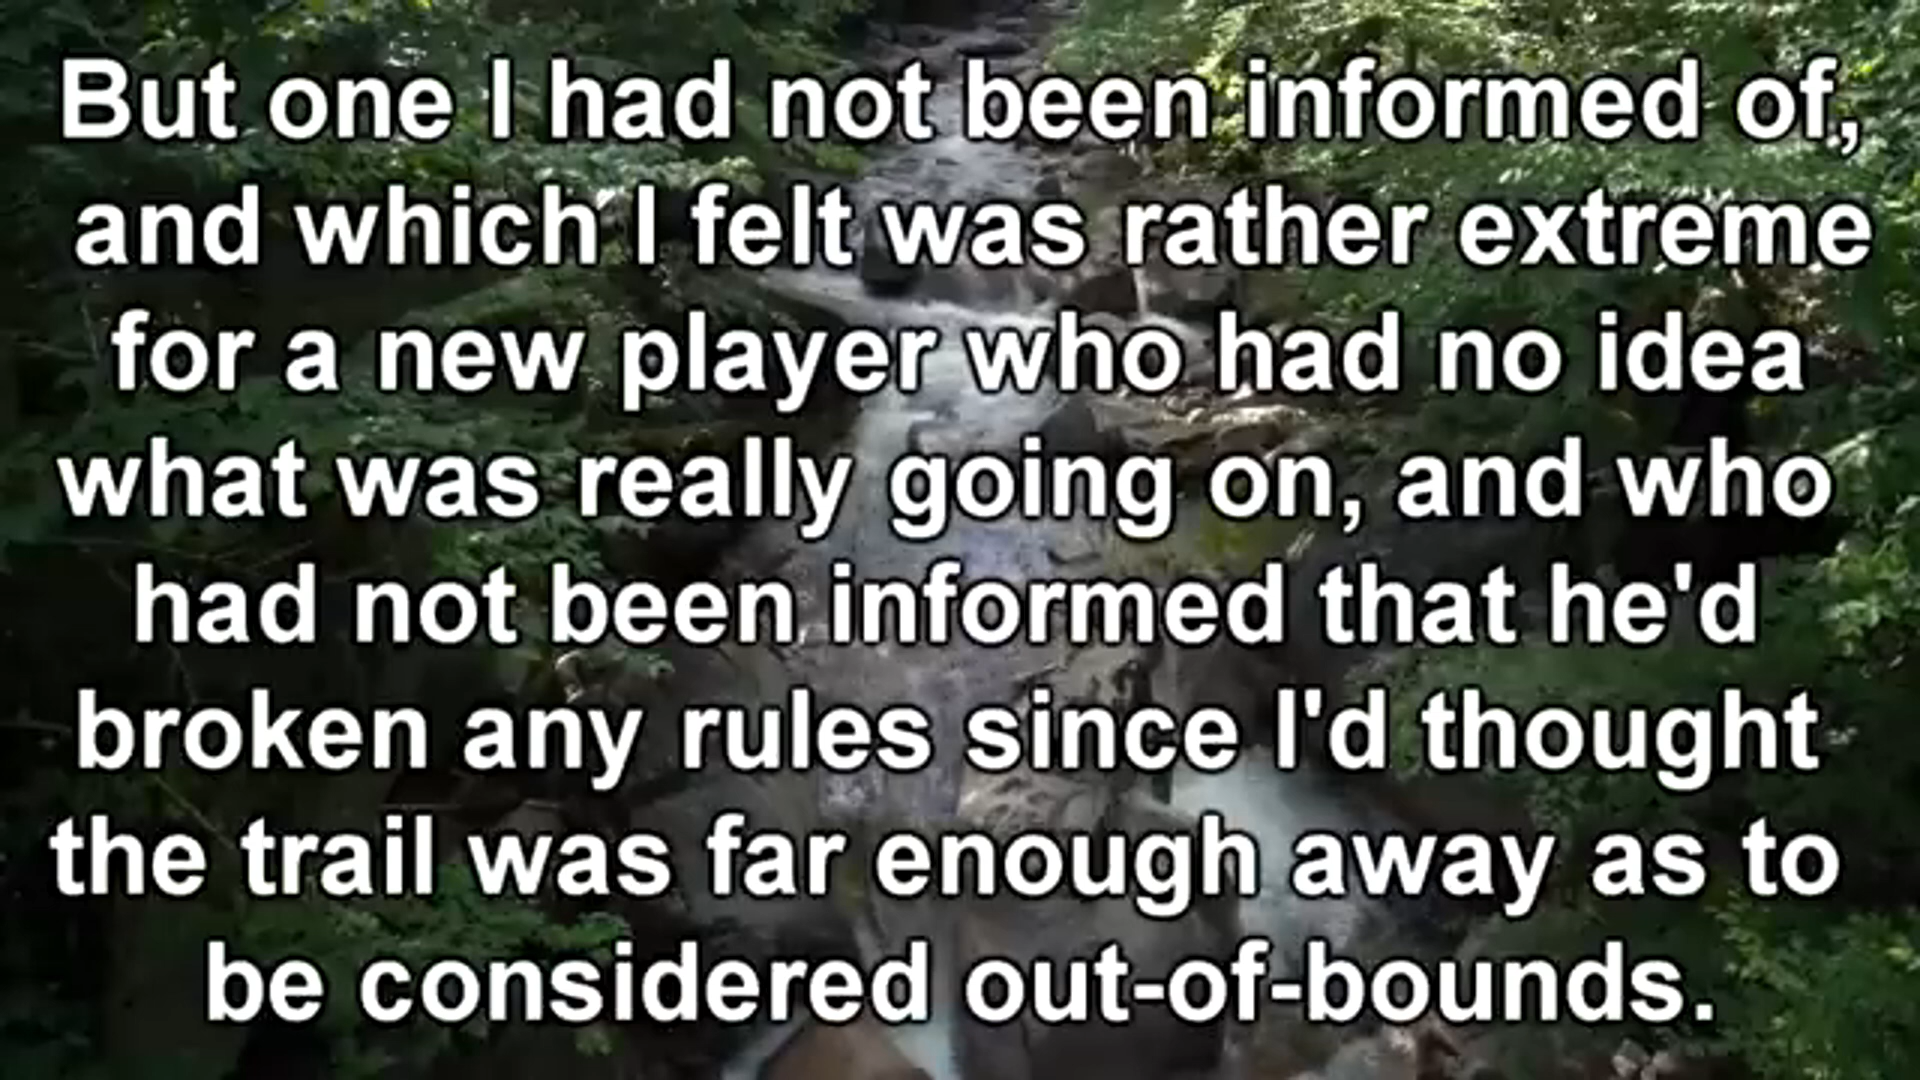 But one I had not been informed of,
and which I felt was rather extreme
for a new player who had no idea
what was really going on, and who
had not been informed that he'd
broken any rules since I'd thought
the trail was far enough away as to
be considered out-of-bounds.